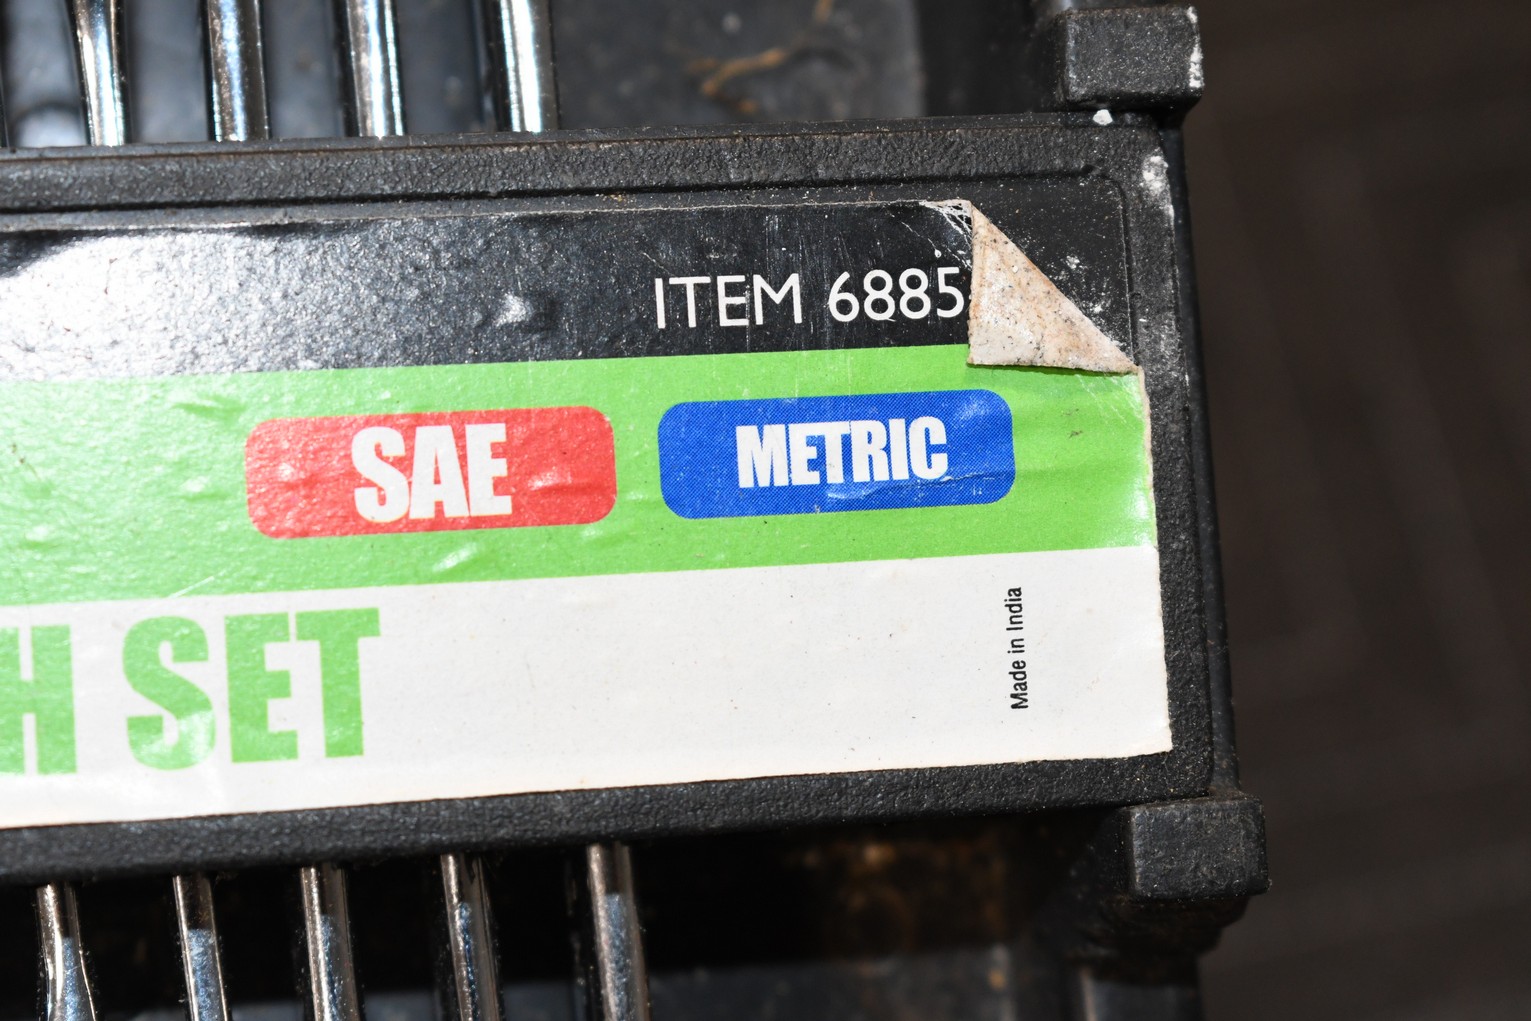 ITEM 6885
SAE
METRIC
SET
Made in India